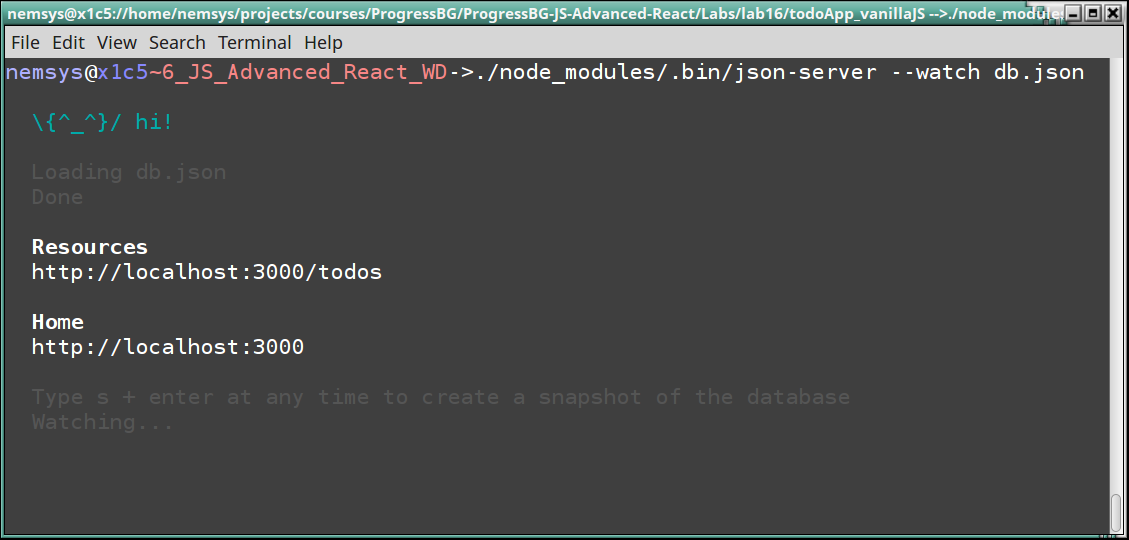 nemsys@x1c5://home/nemsys/projects/courses/ProgressBG/ProgressBG-JS-Advanced-React/Labs/lab16/todoApp_vanillaJS -->./node_modules
File Edit View Search Terminal Help
nemsys@x1c5~6_JS_Advanced_React_WD->./node_modules/.bin/json-server --watch db.json
\{^_^}/ hi!
Loading db.json
Done
Resources
http://localhost:3000/todos
Home
http://localhost:3000
Type s + enter at any time to create a snapshot of the database
Watching...